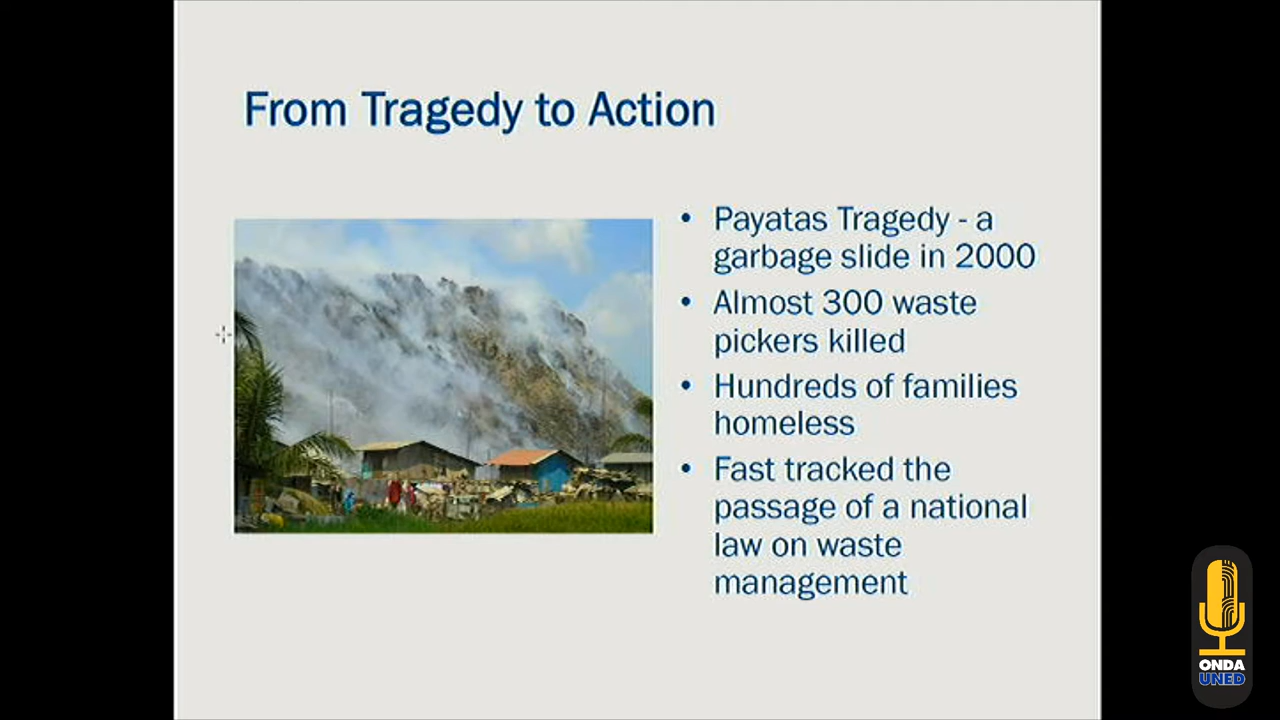 From Tragedy to Action
• Payatas Tragedy - a
garbage slide in 2000
• Almost 300 waste
pickers killed
• Hundreds of families
homeless
• Fast tracked the
passage of a national
law on waste
management
ONDA
UNED